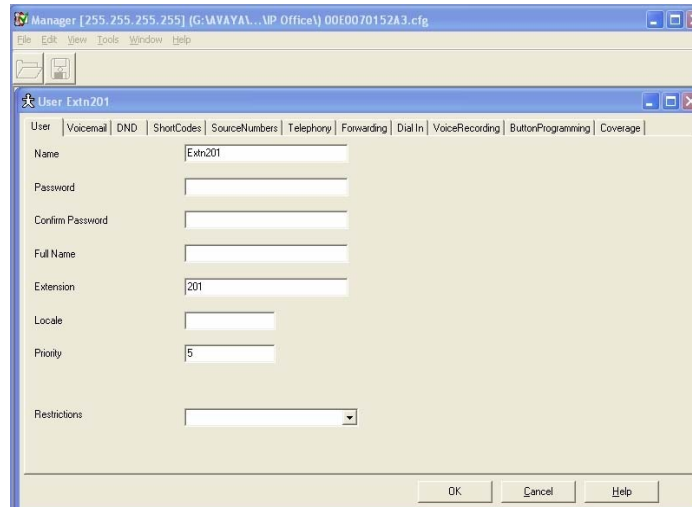 Manager [255.255.255.255] (G:\AVAYA\...\IP Office\) 00E0070152A3.cfg
File Edit View Tools Window Help
User Extn201
User Voicemail DND ShortCodes SourceNumbers Telephony Forwarding Dial In VoiceRecording ButtonProgramming Coverage
Name Extn201
Password
Confirm Password
Full Name
Extension 201
Locale
Priority 5
Restrictions
OK Cancel Help